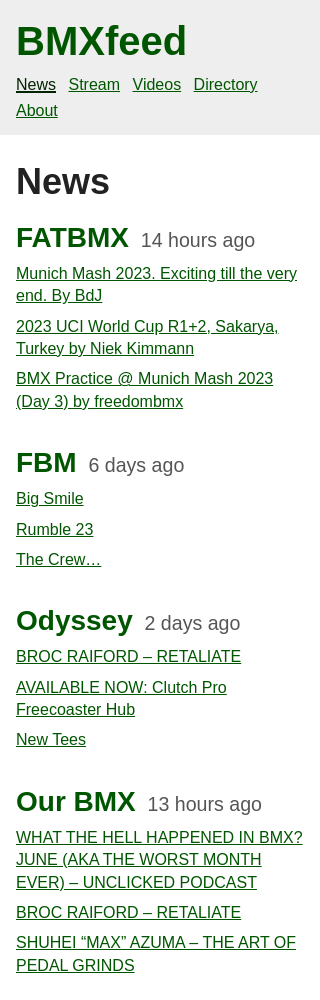 BMXfeed
News Stream Videos Directory
About
News
FATBMX 14 hours ago
Munich Mash 2023. Exciting till the very
end. By BdJ
2023 UCI World Cup R1+2, Sakarya,
Turkey by Niek Kimmann
BMX Practice @ Munich Mash 2023
(Day 3) by freedombmx
FBM 6 days ago
Big Smile
Rumble 23
The Crew…
Odyssey 2 days ago
BROC RAIFORD – RETALIATE
AVAILABLE NOW: Clutch Pro
Freecoaster Hub
New Tees
Our BMX 13 hours ago
WHAT THE HELL HAPPENED IN BMX?
JUNE (AKA THE WORST MONTH
EVER) – UNCLICKED PODCAST
BROC RAIFORD – RETALIATE
SHUHEI “MAX” AZUMA – THE ART OF
PEDAL GRINDS